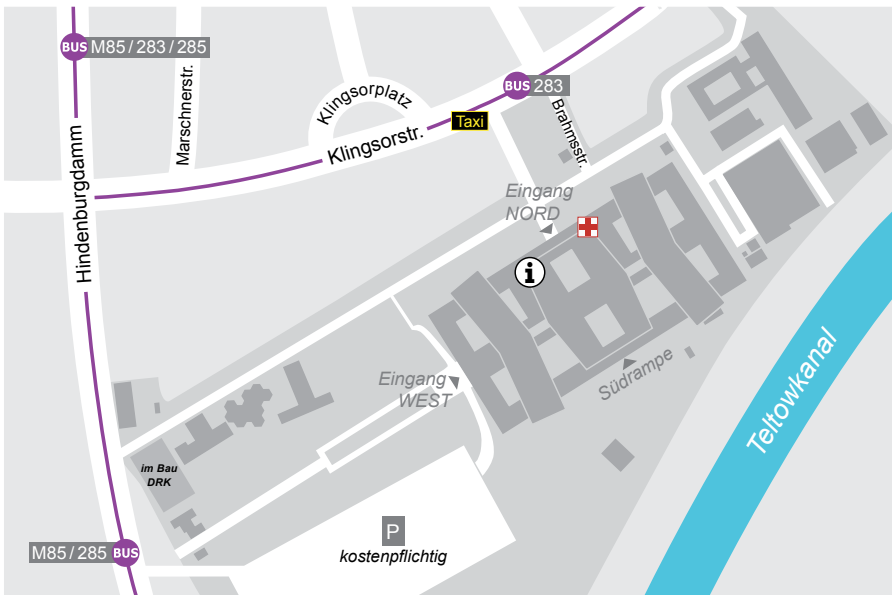 BUS M85 / 283 / 285
Marschnerstr.
Klingsorplatz
BUS 283
Taxi
Brahmsstr.
Klingsorstr.
Hindenburgdamm
Eingang
NORD
i
Eingang
WEST
Südrampe
Teltowkanal
im Bau
DRK
P
kostenpflichtig
M85 / 285 BUS